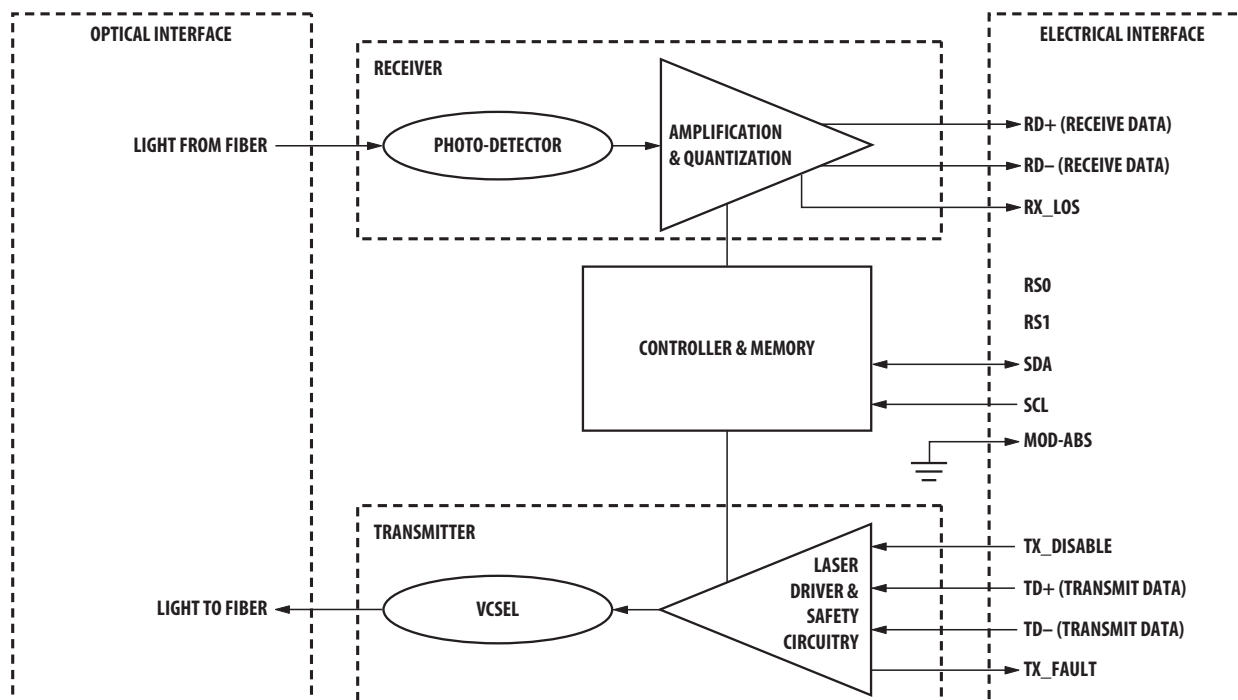 OPTICAL INTERFACE
ELECTRICAL INTERFACE
RECEIVER
LIGHT FROM FIBER
PHOTO-DETECTOR
AMPLIFICATION
& QUANTIZATION
RD+ (RECEIVE DATA)
RD– (RECEIVE DATA)
RX_LOS
RS0
RS1
CONTROLLER & MEMORY
SDA
SCL
MOD-ABS
TRANSMITTER
LIGHT TO FIBER
VCSEL
LASER
DRIVER &
SAFETY
CIRCUITRY
TX_DISABLE
TD+ (TRANSMIT DATA)
TD– (TRANSMIT DATA)
TX_FAULT